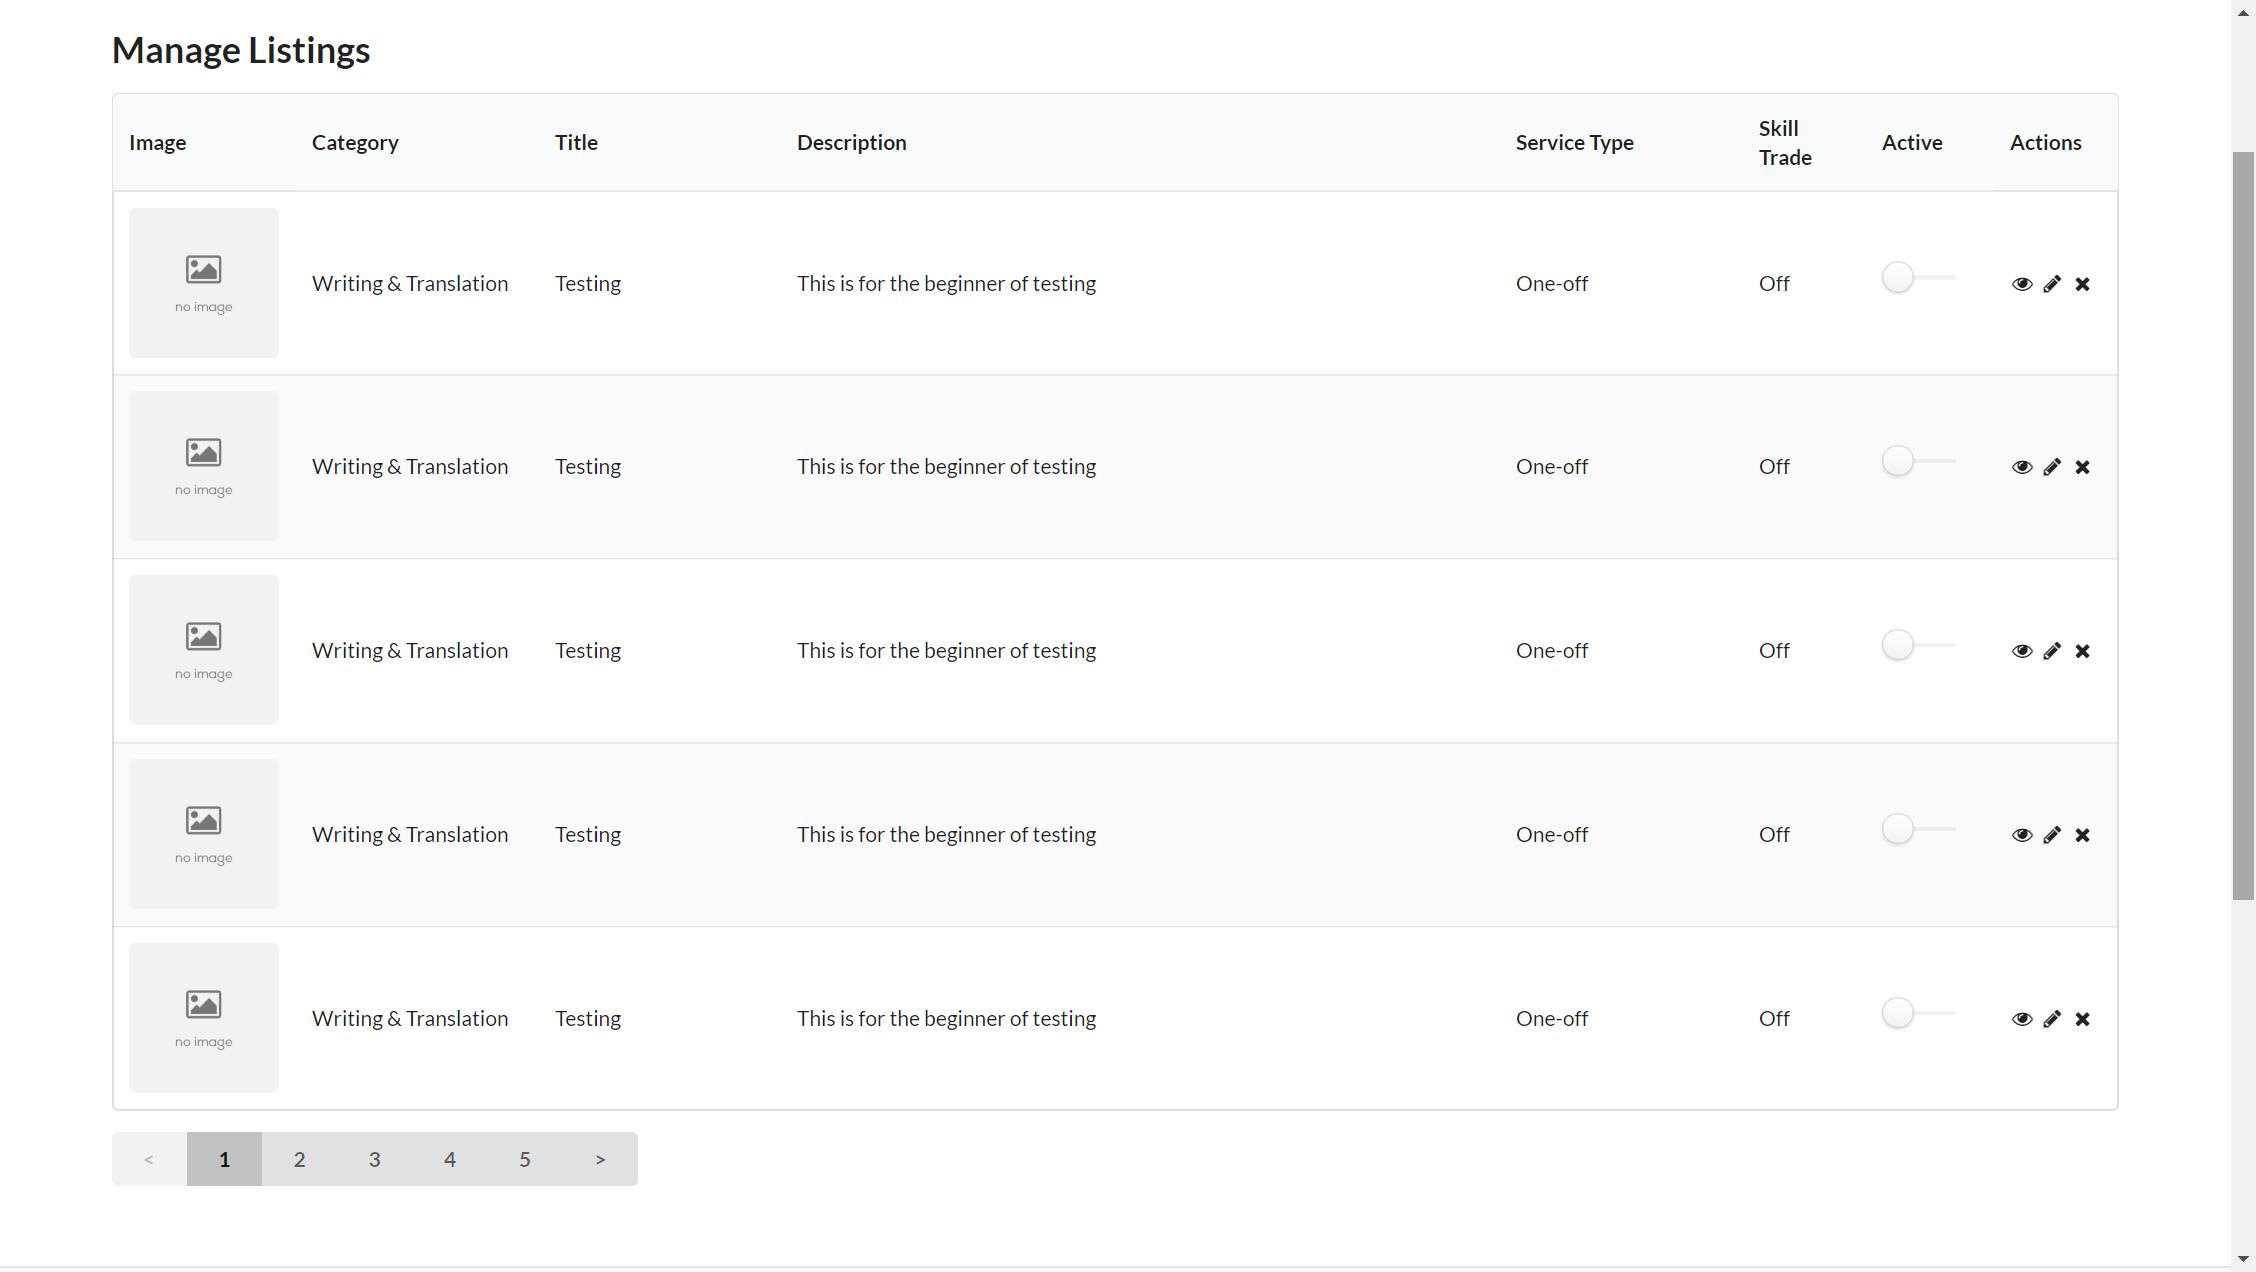 Manage Listings
Image Category Title Description Service Type Skill Trade Active Actions
no image Writing & Translation Testing This is for the beginner of testing One-off Off
no image Writing & Translation Testing This is for the beginner of testing One-off Off
no image Writing & Translation Testing This is for the beginner of testing One-off Off
no image Writing & Translation Testing This is for the beginner of testing One-off Off
no image Writing & Translation Testing This is for the beginner of testing One-off Off
< 1 2 3 4 5 >